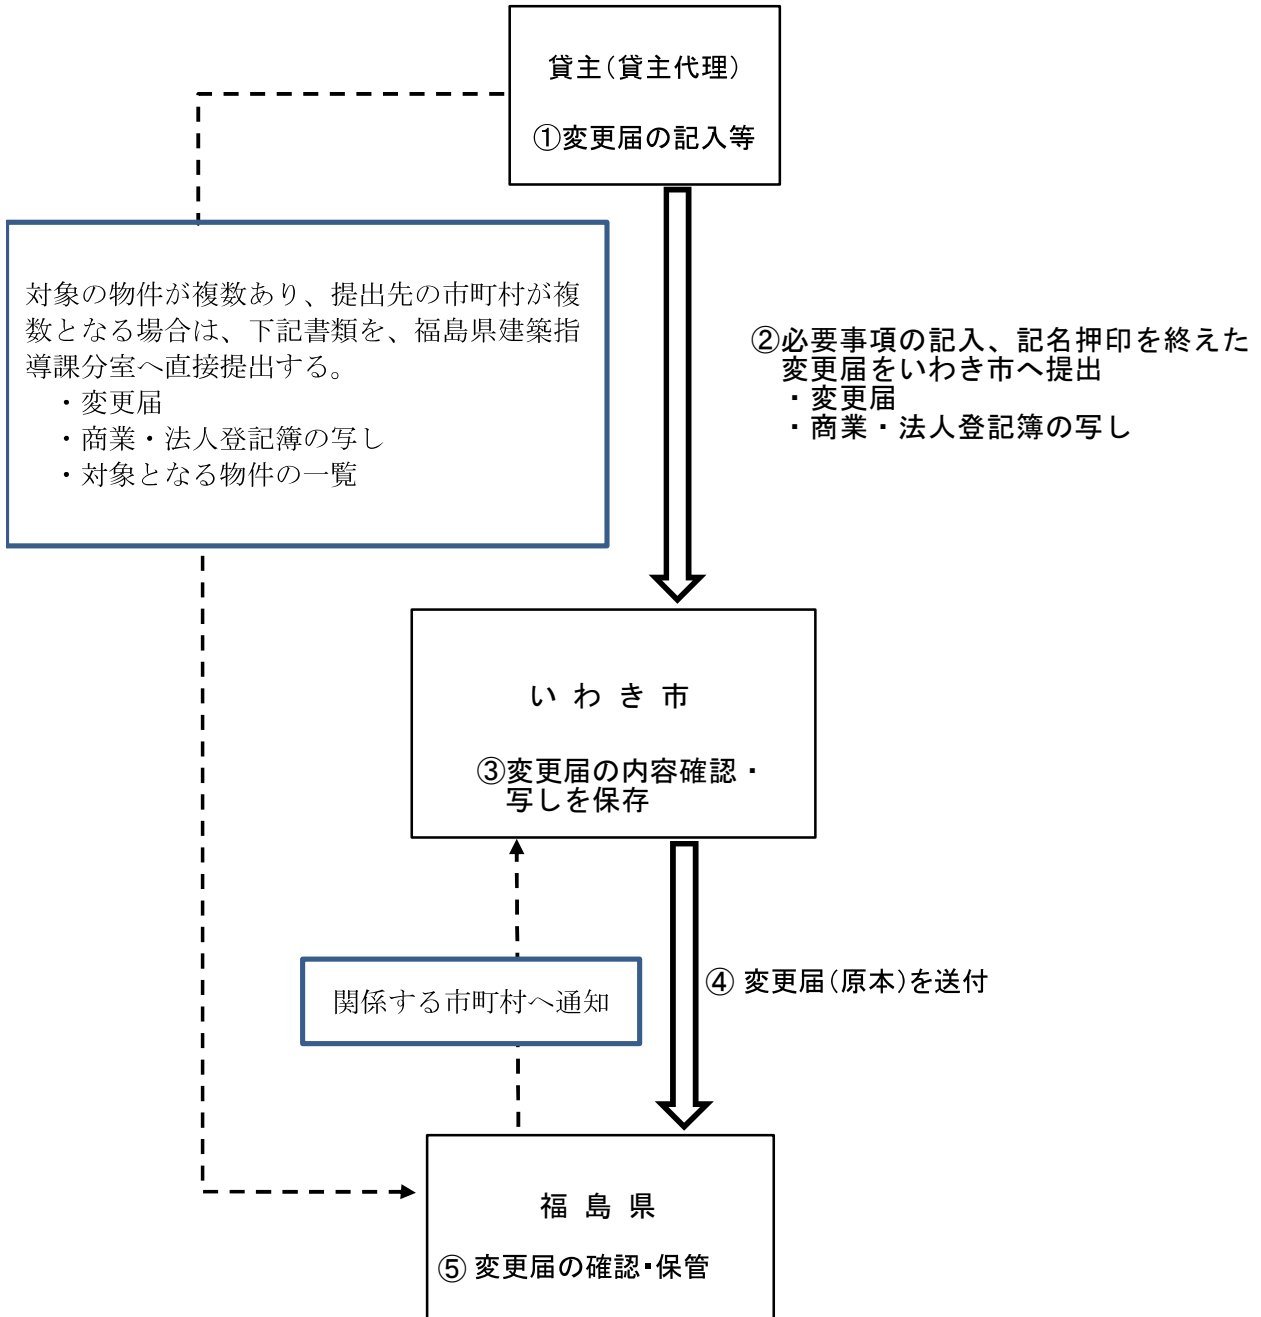 貸主(貸主代理)
①変更届の記入等
対象の物件が複数あり、提出先の市町村が複
数となる場合は、下記書類を、福島県建築指
導課分室へ直接提出する。
・変更届
・商業・法人登記簿の写し
・対象となる物件の一覧
②必要事項の記入、記名押印を終えた
変更届をいわき市へ提出
・変更届
・商業・法人登記簿の写し
いわき市
③変更届の内容確認・
写しを保存
関係する市町村へ通知
④ 変更届(原本)を送付
福島県
⑤ 変更届の確認・保管